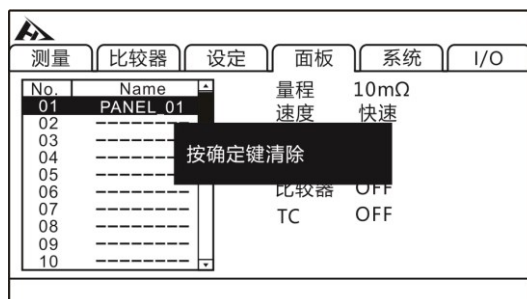 测量 比较器 设定 面板 系统 I/O
No. Name
01 PANEL_01
02 ----------
03 ----------
04 ----------
05 ----------
06 ----------
07 ----------
08 ----------
09 ----------
10 ----------
量程 10mΩ
速度 快速
按确定键清除
比较器 OFF
TC OFF